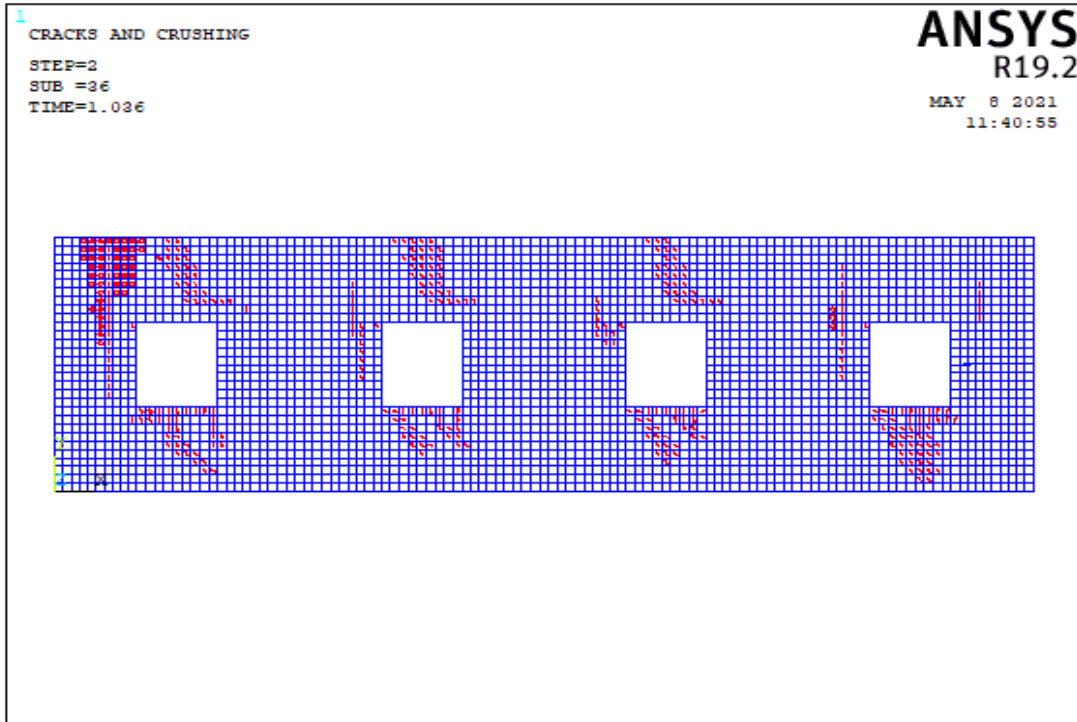 1
CRACKS AND CRUSHING
STEP=2
SUB =36
TIME=1.036
ANSYS
R19.2
MAY  8 2021
11:40:55
Y
Z X